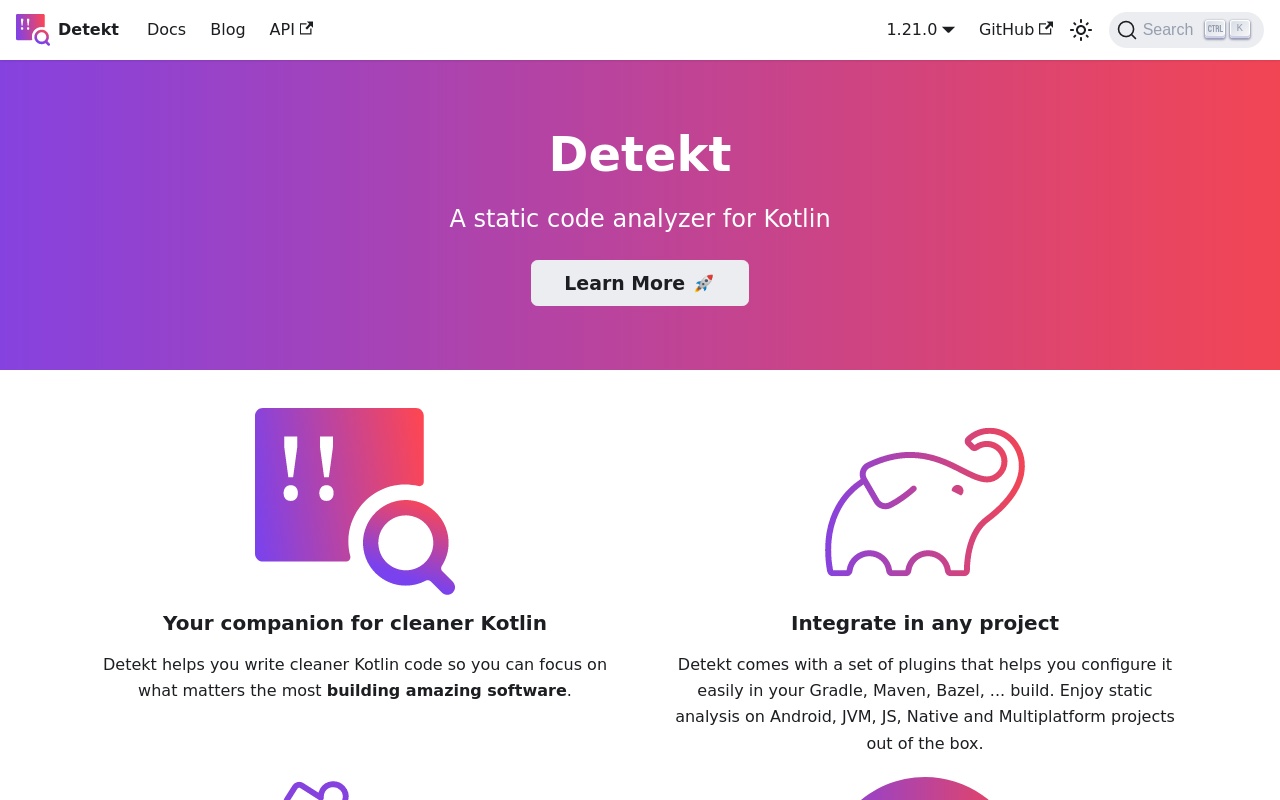 !! Detekt Docs Blog API 1.21.0 GitHub Search CTRL K
Detekt
A static code analyzer for Kotlin
Learn More 🚀
!!
Your companion for cleaner Kotlin
Detekt helps you write cleaner Kotlin code so you can focus on
what matters the most building amazing software.
Integrate in any project
Detekt comes with a set of plugins that helps you configure it
easily in your Gradle, Maven, Bazel, ... build. Enjoy static
analysis on Android, JVM, JS, Native and Multiplatform projects
out of the box.